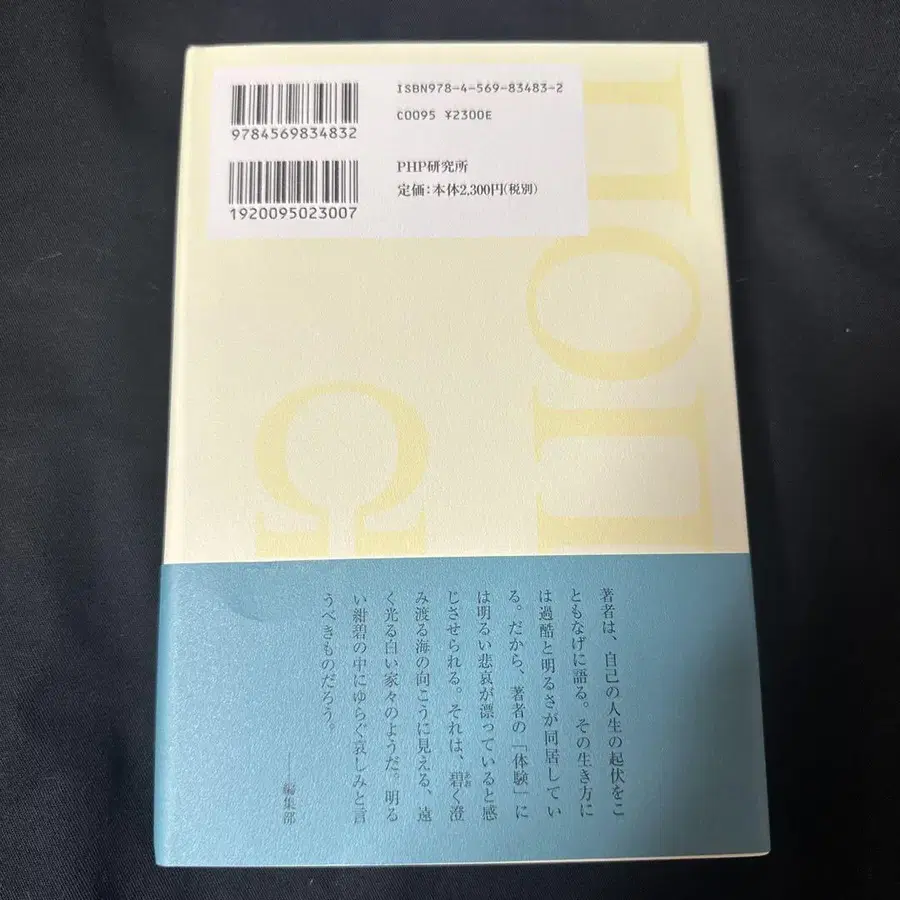 ISBN978-4-569-83483-2
C0095 ¥2300E
9784569834832
PHP研究所
定価：本体2,300円（税別）
1920095023007
著者は、自己の人生の起伏をこ
ともなげに語る。その生き方に
は過酷と明るさが同居してい
る。だから、著者の「体験」に
は明るい悲哀が漂っていると感
じさせられる。それは、碧く澄
み渡る海の向こうに見える、遠
く光る白い家々のようだ。明る
い紺碧の中にゆらぐ哀しみと言
うべきものだろう。
編集部